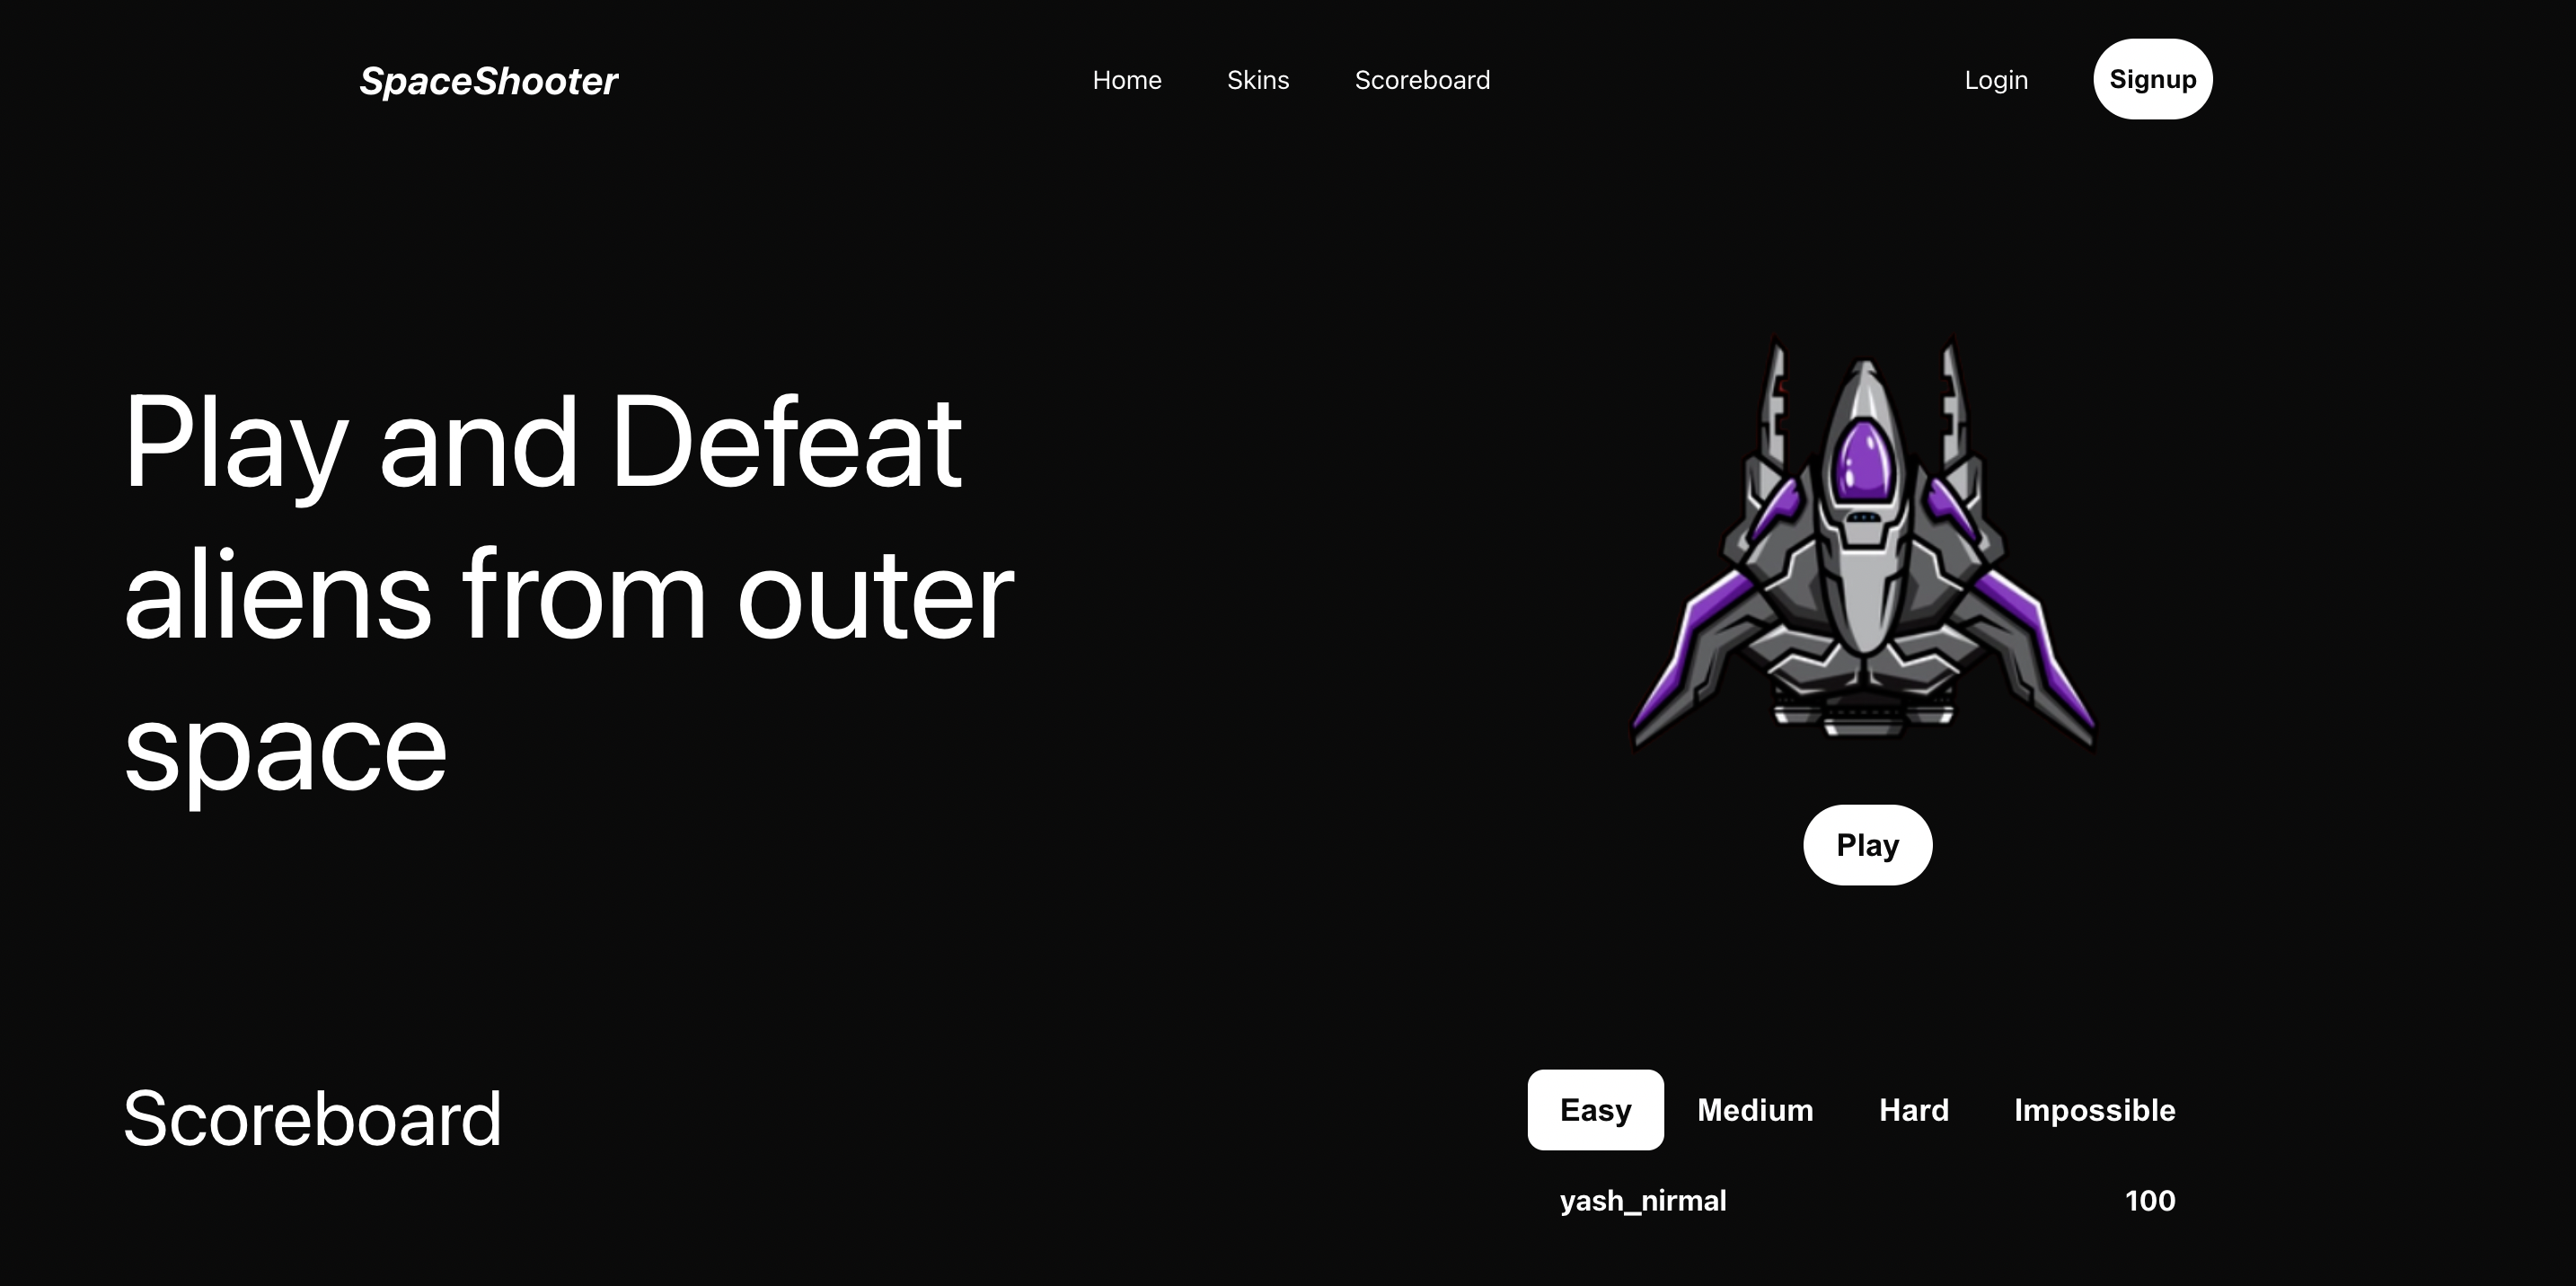 SpaceShooter
Home Skins Scoreboard
Login Signup
Play and Defeat
aliens from outer
space
Play
Scoreboard
Easy Medium Hard Impossible
yash_nirmal 100